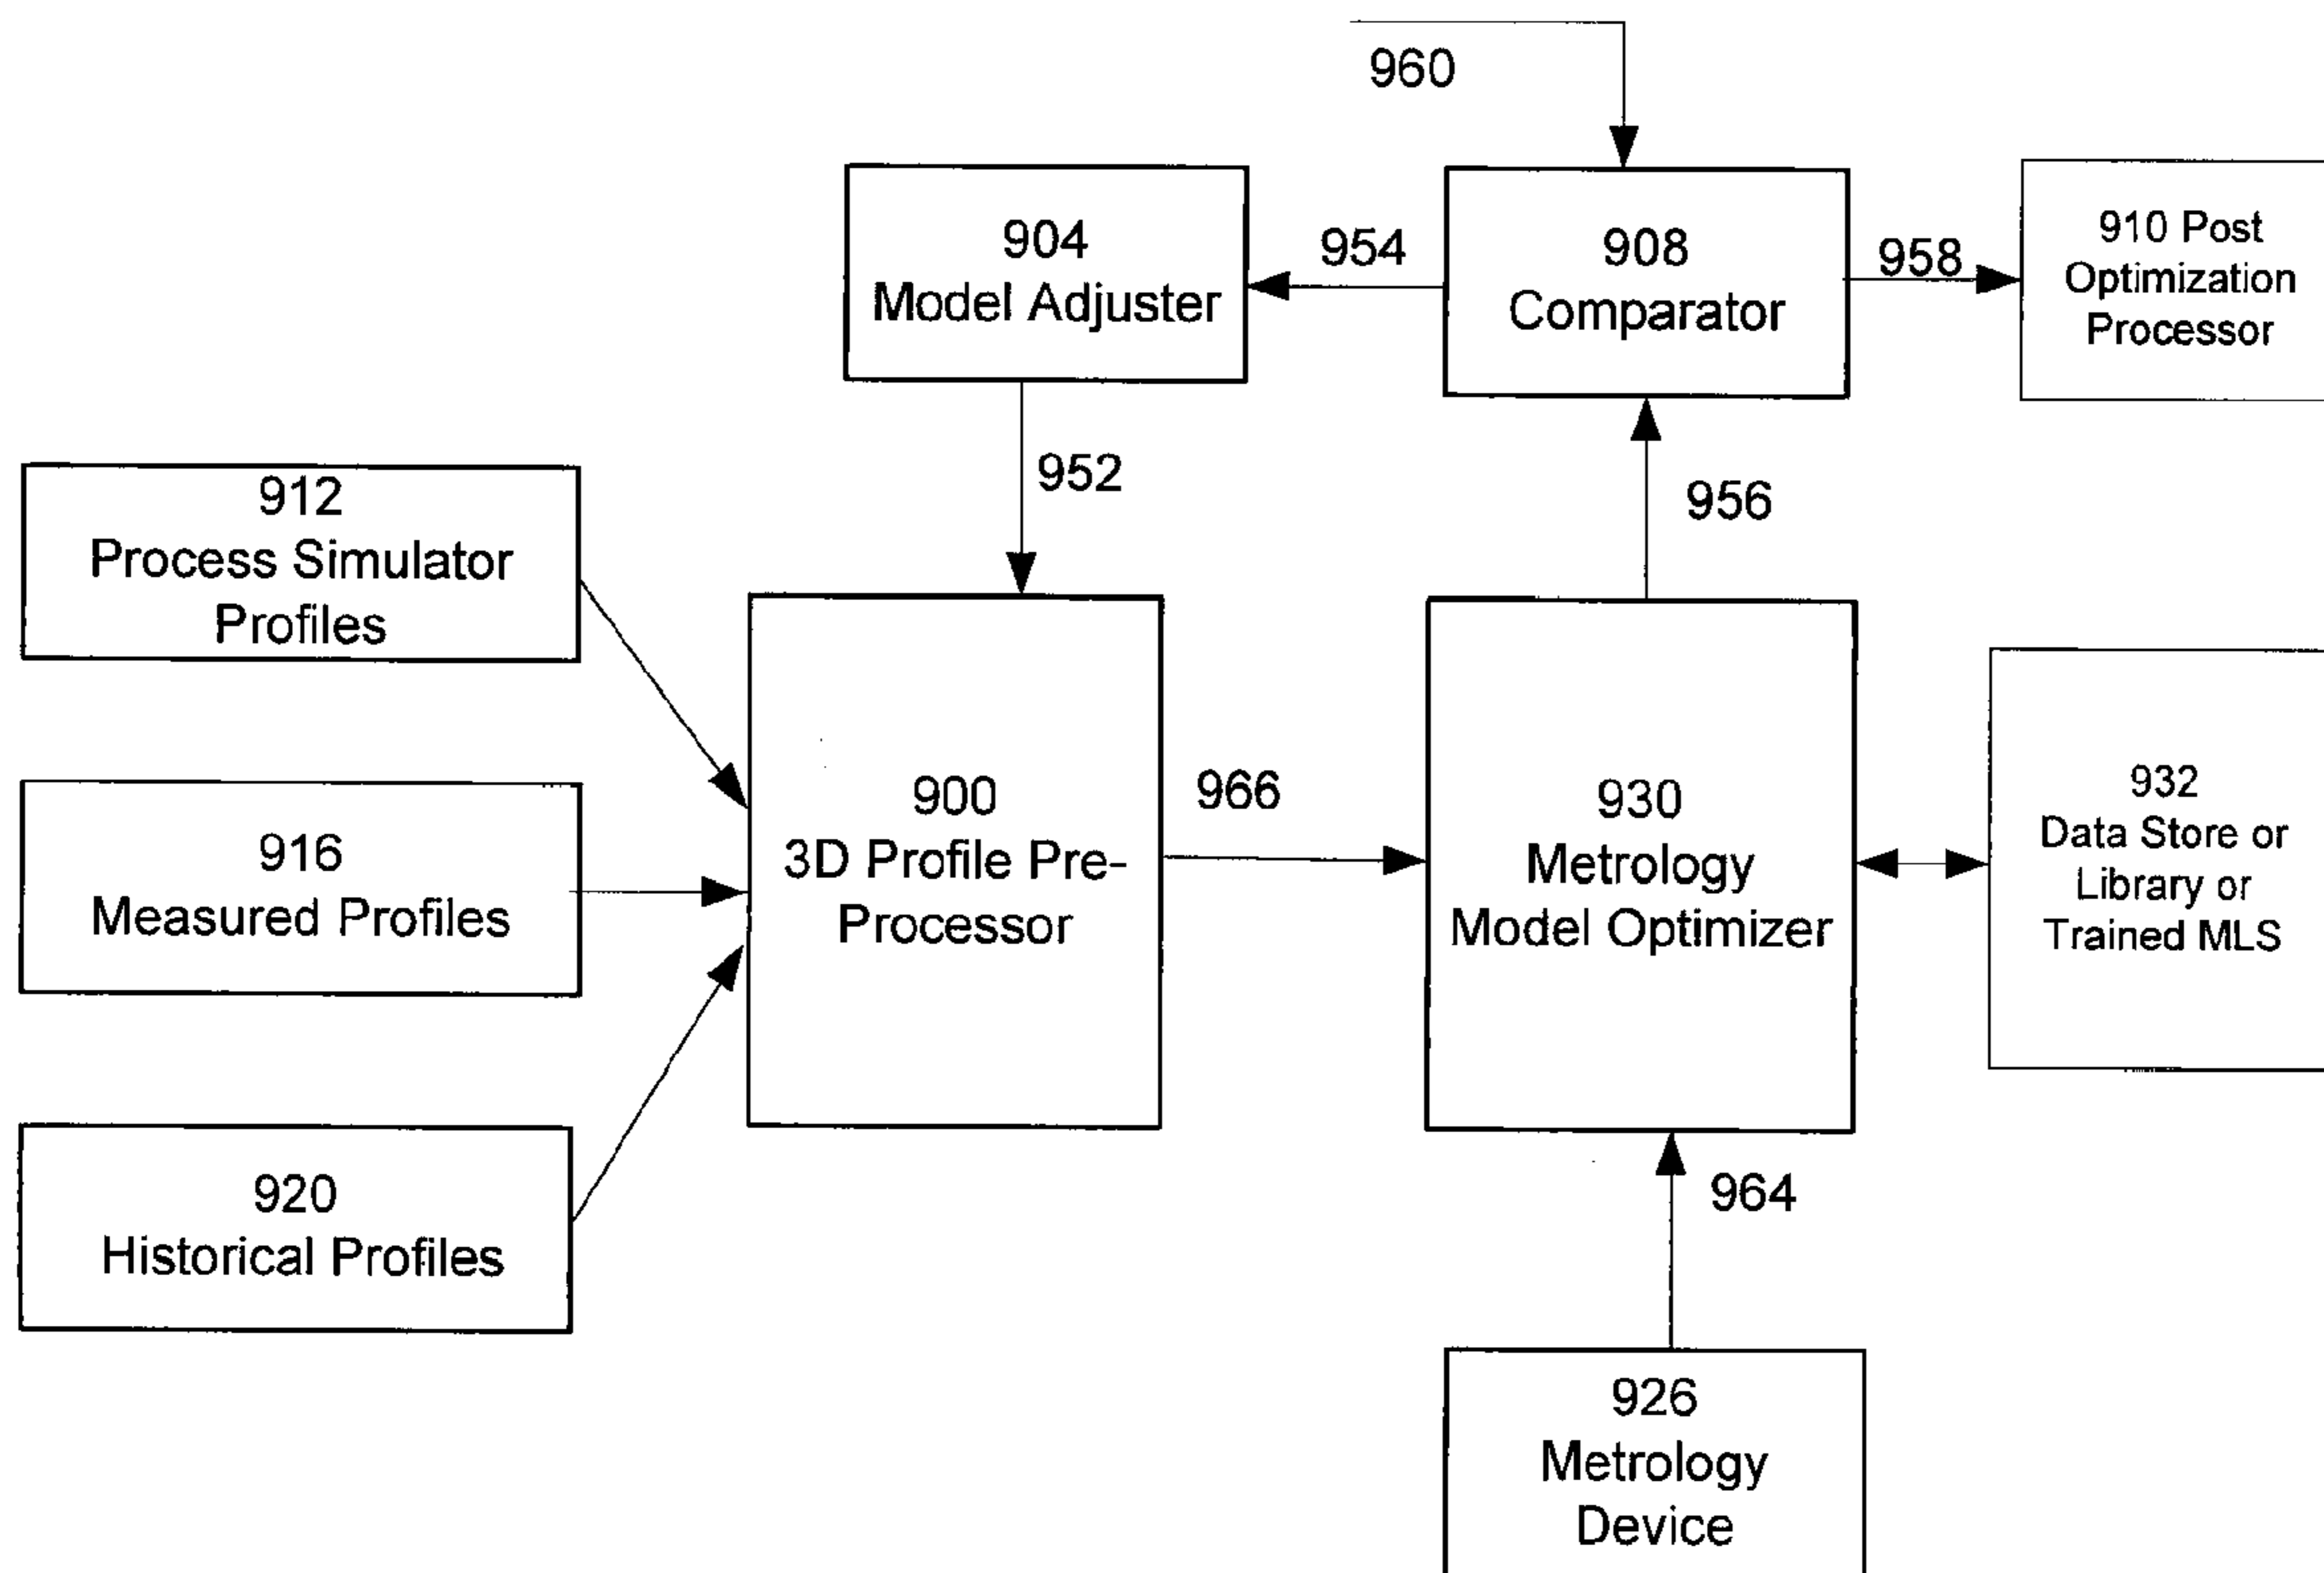 960
904
Model Adjuster
954
908
Comparator
958
910 Post
Optimization
Processor
952
956
912
Process Simulator
Profiles
916
Measured Profiles
920
Historical Profiles
900
3D Profile Pre-
Processor
966
930
Metrology
Model Optimizer
932
Data Store or
Library or
Trained MLS
964
926
Metrology
Device